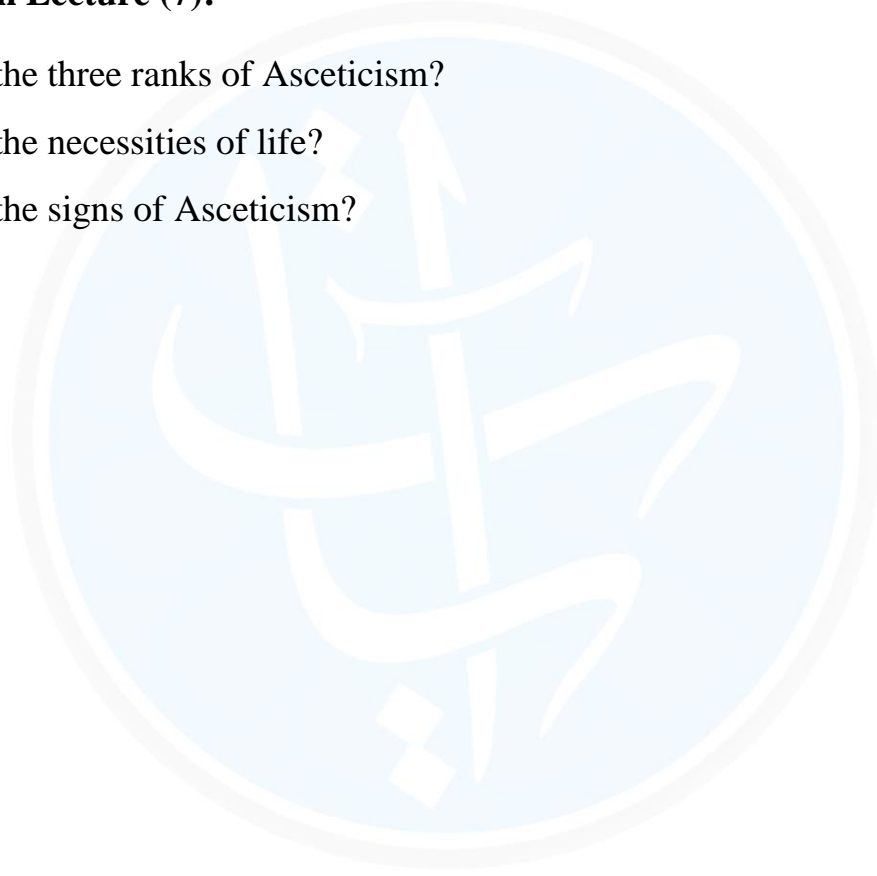 n Lecture (7):
the three ranks of Asceticism?
the necessities of life?
the signs of Asceticism?